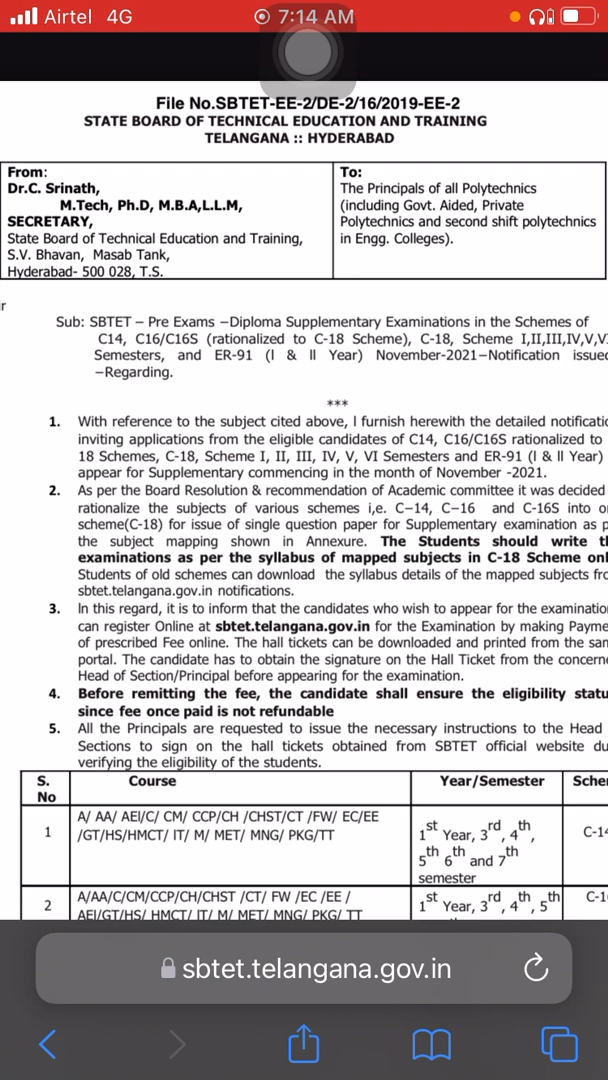 Airtel 4G
7:14 AM
File No.SBTET-EE-2/DE-2/16/2019-EE-2
STATE BOARD OF TECHNICAL EDUCATION AND TRAINING
TELANGANA :: HYDERABAD
From:
Dr.C. Srinath,
M.Tech, Ph.D, M.B.A,L.L.M,
SECRETARY,
State Board of Technical Education and Training,
S.V. Bhavan, Masab Tank,
Hyderabad- 500 028, T.S.
To:
The Principals of all Polytechnics
(including Govt. Aided, Private
Polytechnics and second shift polytechnics
in Engg. Colleges).
ir
Sub: SBTET – Pre Exams –Diploma Supplementary Examinations in the Schemes of
C14, C16/C16S (rationalized to C-18 Scheme), C-18, Scheme I,II,III,IV,V,
Semesters, and ER-91 (I & II Year) November-2021–Notification issued
–Regarding.
***
1. With reference to the subject cited above, I furnish herewith the detailed notificatio
inviting applications from the eligible candidates of C14, C16/C16S rationalized to
18 Schemes, C-18, Scheme I, II, III, IV, V, VI Semesters and ER-91 (I & II Year)
appear for Supplementary commencing in the month of November -2021.
2. As per the Board Resolution & recommendation of Academic committee it was decided
rationalize the subjects of various schemes i,e. C–14, C–16 and C-16S into o
scheme(C-18) for issue of single question paper for Supplementary examination as p
the subject mapping shown in Annexure. The Students should write th
examinations as per the syllabus of mapped subjects in C-18 Scheme onl
Students of old schemes can download the syllabus details of the mapped subjects fro
sbtet.telangana.gov.in notifications.
3. In this regard, it is to inform that the candidates who wish to appear for the examination
can register Online at sbtet.telangana.gov.in for the Examination by making Payme
of prescribed Fee online. The hall tickets can be downloaded and printed from the sam
portal. The candidate has to obtain the signature on the Hall Ticket from the concerne
Head of Section/Principal before appearing for the examination.
4. Before remitting the fee, the candidate shall ensure the eligibility statu
since fee once paid is not refundable
5. All the Principals are requested to issue the necessary instructions to the Head
Sections to sign on the hall tickets obtained from SBTET official website du
verifying the eligibility of the students.
S.
No
Course
Year/Semester
Schem
1
A/ AA/ AEI/C/ CM/ CCP/CH /CHST/CT /FW/ EC/EE
/GT/HS/HMCT/ IT/ M/ MET/ MNG/ PKG/TT
1st Year, 3rd, 4th,
5th 6th and 7th
semester
C-14
2
A/AA/C/CM/CCP/CH/CHST /CT/ FW /EC /EE /
AEI/GT/HS/ HMCT/ IT/ M/ MET/ MNG/ PKG/ TT
1st Year, 3rd, 4th, 5th
C-1
sbtet.telangana.gov.in